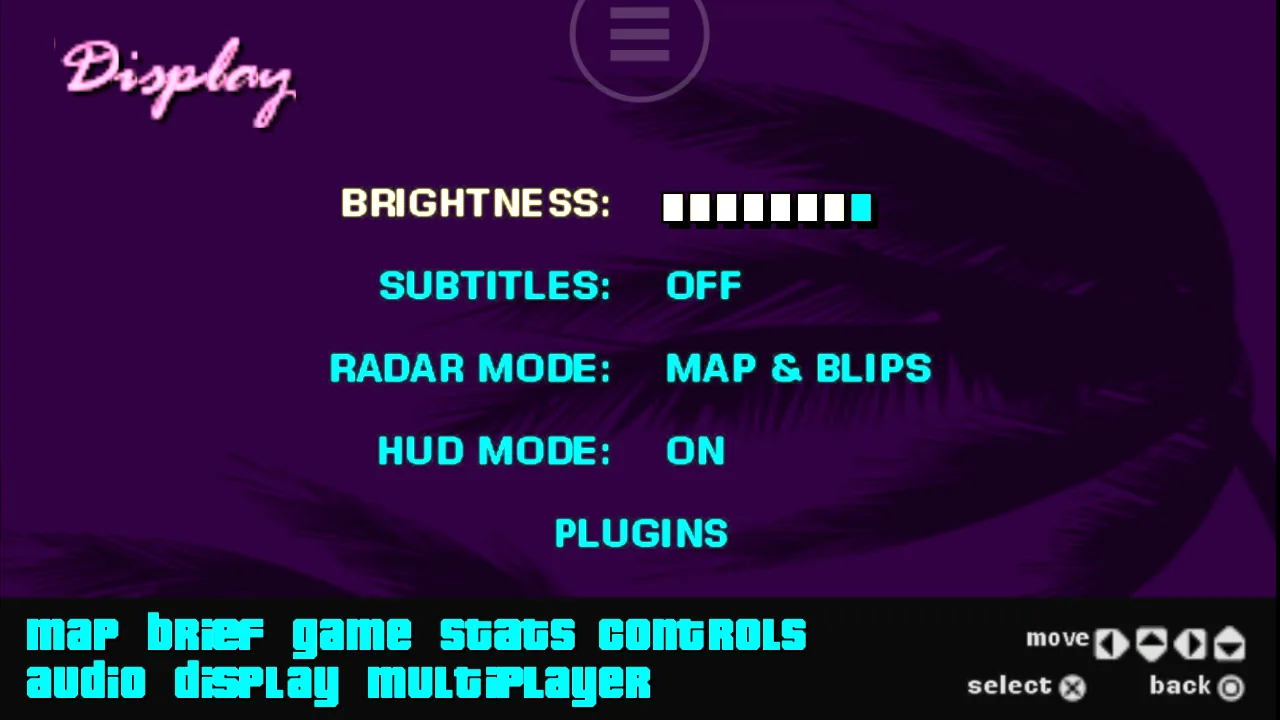 Display
BRIGHTNESS:
SUBTITLES: OFF
RADAR MODE: MAP & BLIPS
HUD MODE: ON
PLUGINS
map brief game stats controls
audio display multiplayer
move
select back